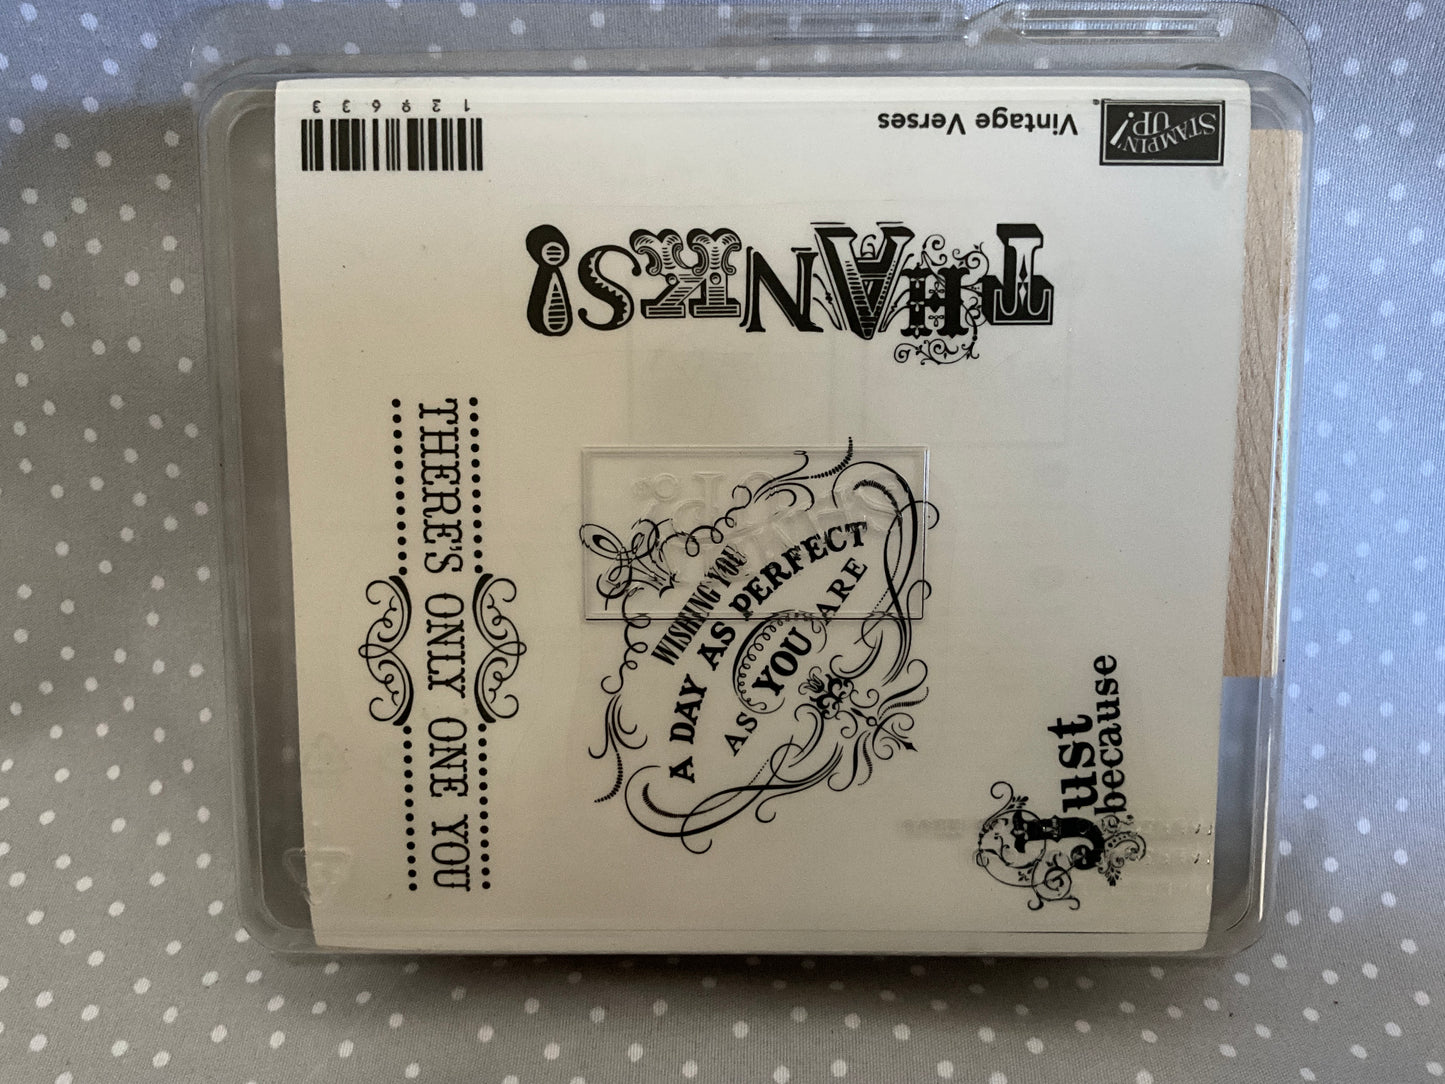 STAMPIN' UP!
®
Vintage Verses
129633
THANKS!
THERE'S ONLY ONE YOU
WISHING YOU
A DAY AS PERFECT
AS YOU ARE
Just
because